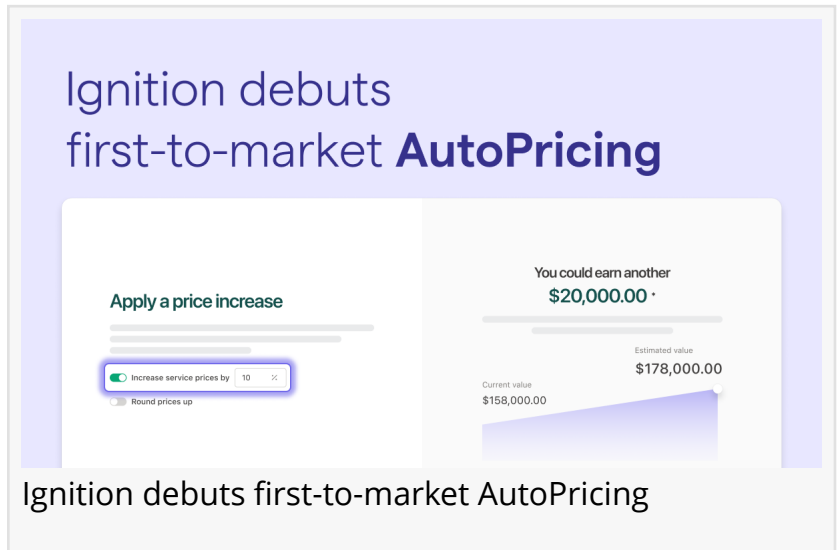 Ignition debuts
first-to-market AutoPricing
Apply a price increase
Increase service prices by 10 %
Round prices up
You could earn another
$20,000.00 *
Estimated value
$178,000.00
Current value
$158,000.00
Ignition debuts first-to-market AutoPricing